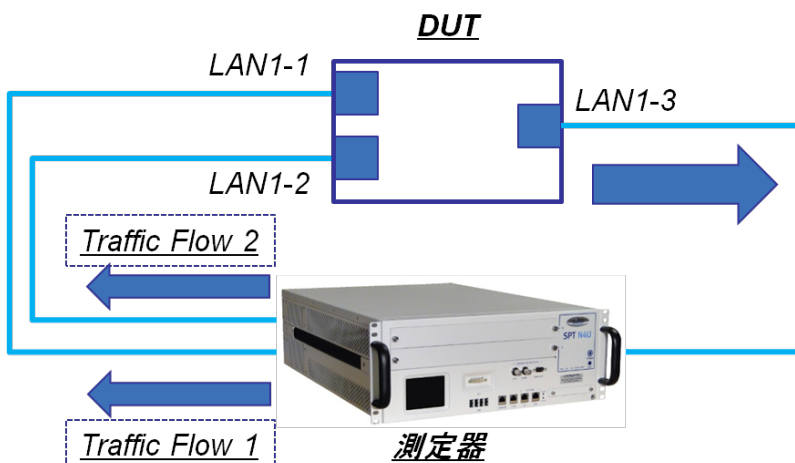 DUT
LAN1-1
LAN1-3
LAN1-2
Traffic Flow 2
SPT N4U
Traffic Flow 1
測定器